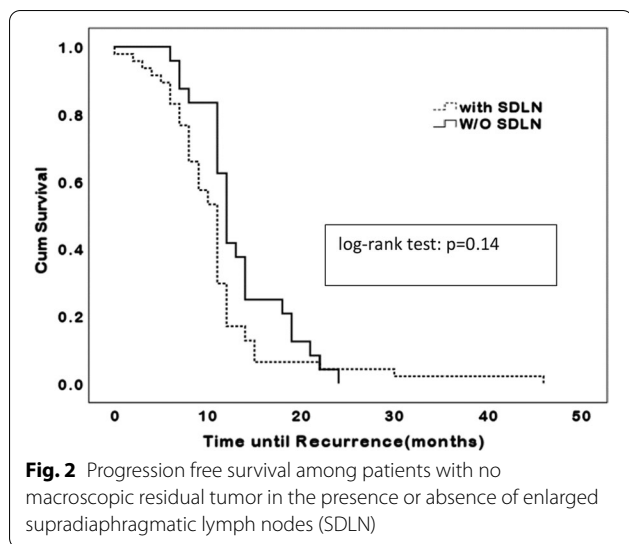 1.0
0.8
0.6
0.4
0.2
0.0
Cum Survival
with SDLN
W/O SDLN
log-rank test: p=0.14
0 10 20 30 40 50
Time until Recurrence(months)
Fig. 2 Progression free survival among patients with no
macroscopic residual tumor in the presence or absence of enlarged
supradiaphragmatic lymph nodes (SDLN)